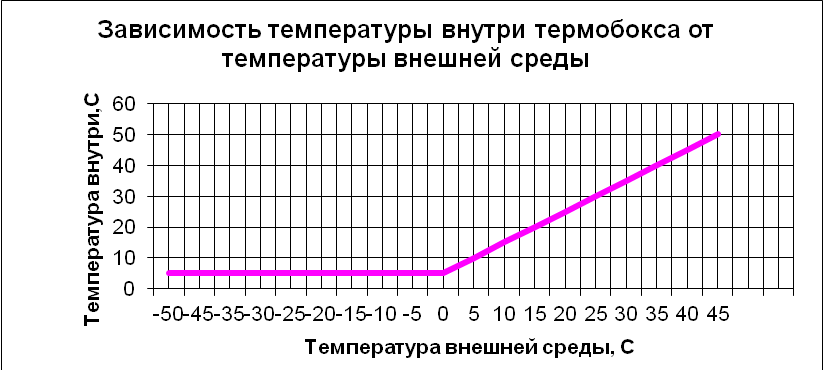 Зависимость температуры внутри термобокса от
температуры внешней среды
Температура внутри,С
60
50
40
30
20
10
0
-50-45-35-30-25-20-15-10 -5 0 5 10 15 20 25 30 35 40 45
Температура внешней среды, С